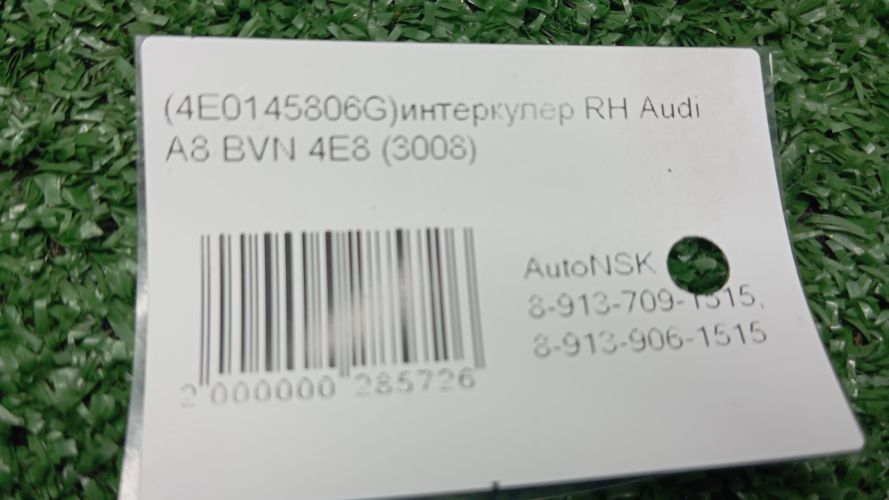 (4E0145806G)интеркулер RH Audi
A8 BVN 4E8 (3008)
AutoNSK
8-913-709-1515,
8-913-906-1515
2 000000 285726